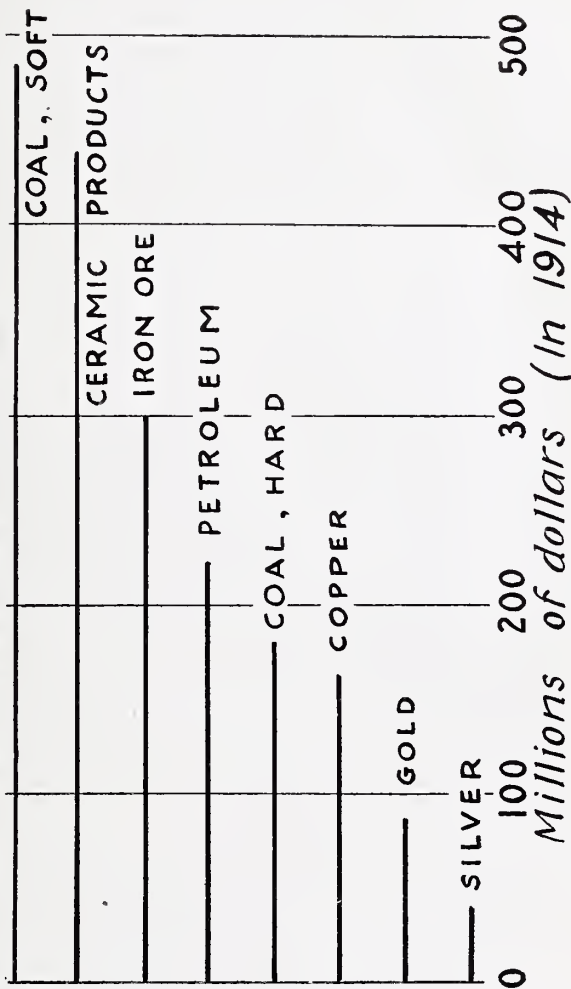 COAL, SOFT
CERAMIC PRODUCTS
IRON ORE
PETROLEUM
COAL, HARD
COPPER
GOLD
SILVER
0 100 200 300 400 500
Millions of dollars (In 1914)